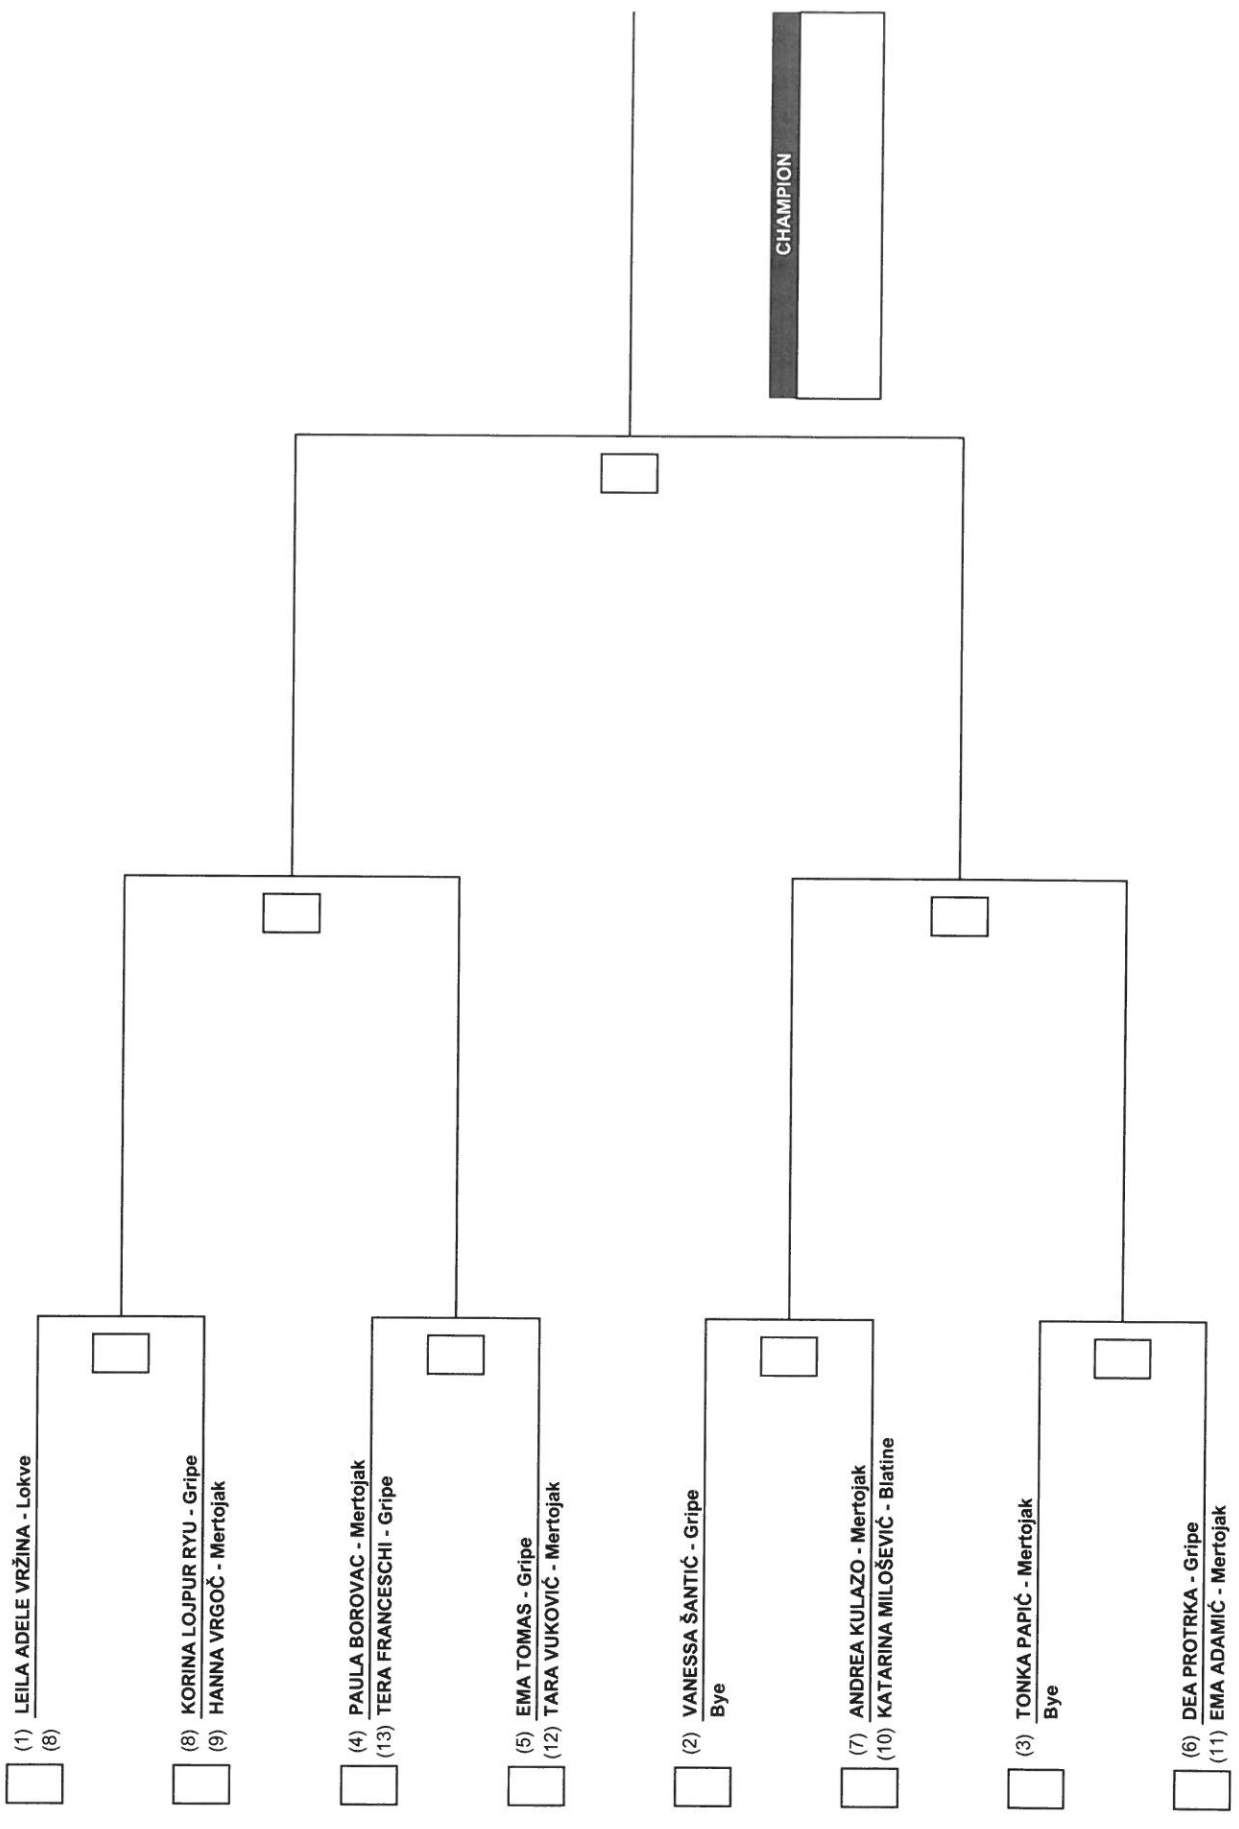 (1) LEILA ADELE VRŽINA - Lokve
(8)
(8) KORINA LOJPUR RYU - Gripe
(9) HANNA VRGOČ - Mertojak
(4) PAULA BOROVAC - Mertojak
(13) TERA FRANCESCHI - Gripe
(5) EMA TOMAS - Gripe
(12) TARA VUKOVIĆ - Mertojak
(2) VANESSA ŠANTIĆ - Gripe
Bye
(7) ANDREA KULAZO - Mertojak
(10) KATARINA MILOŠEVIĆ - Blatine
(3) TONKA PAPIĆ - Mertojak
Bye
(6) DEA PROTRKA - Gripe
(11) EMA ADAMIĆ - Mertojak
CHAMPION